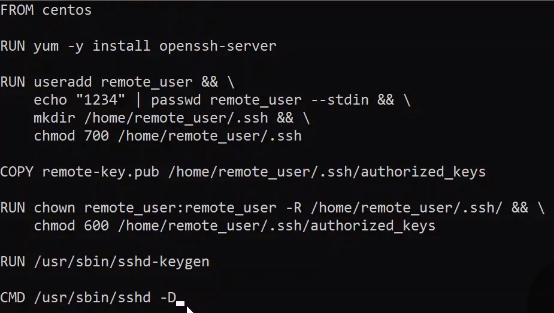 FROM centos
RUN yum -y install openssh-server
RUN useradd remote_user && \
echo "1234" | passwd remote_user --stdin && \
mkdir /home/remote_user/.ssh && \
chmod 700 /home/remote_user/.ssh
COPY remote-key.pub /home/remote_user/.ssh/authorized_keys
RUN chown remote_user:remote_user -R /home/remote_user/.ssh/ && \
chmod 600 /home/remote_user/.ssh/authorized_keys
RUN /usr/sbin/sshd-keygen
CMD /usr/sbin/sshd -D